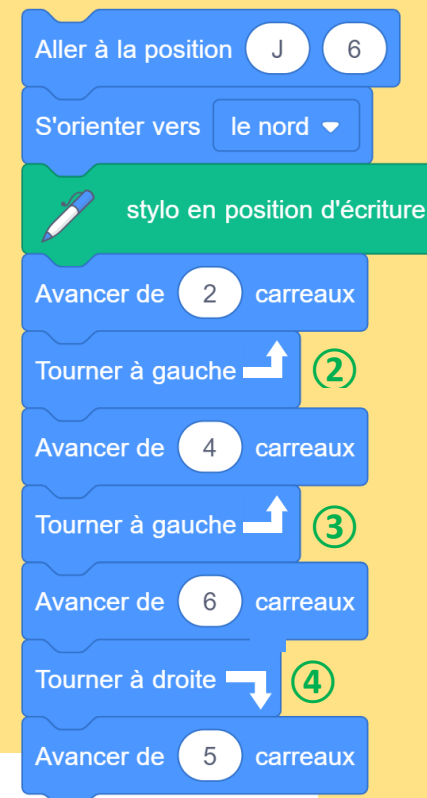 Aller à la position J 6
S'orienter vers le nord
stylo en position d'écriture
Avancer de 2 carreaux
Tourner à gauche ②
Avancer de 4 carreaux
Tourner à gauche ③
Avancer de 6 carreaux
Tourner à droite ④
Avancer de 5 carreaux